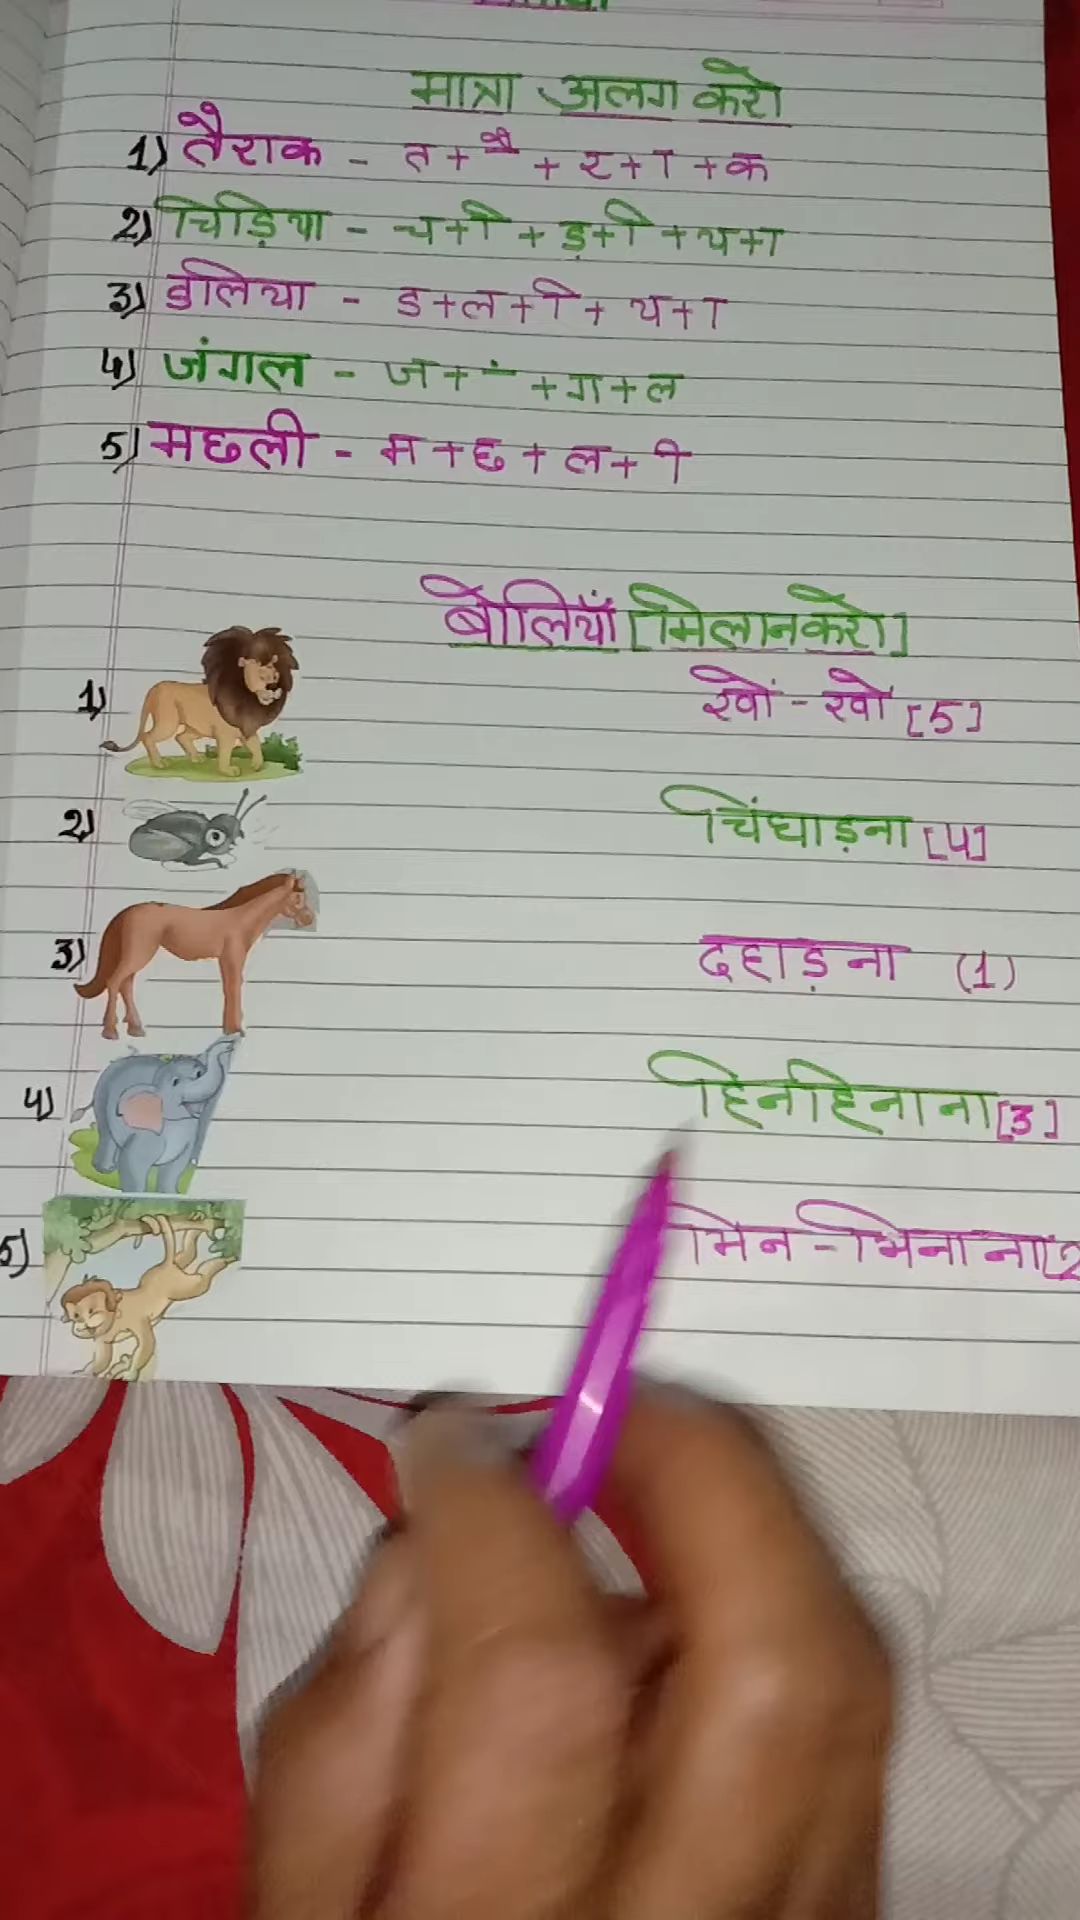 मात्रा अलग करो
1) तैराक - त + ै + र + ा + क
2) चिड़िया - च + ि + ड़ + ि + य + ा
3) डलिया - ड + ल + ि + य + ा
4) जंगल - ज + ं + ग + ल
5) मछली - म + छ + ल + ी
बोलियाँ [मिलान करो]
1) खों - खों [5]
2) चिंघाड़ना [4]
3) दहाड़ना (1)
4) हिनहिनाना [3]
5) भिन - भिनाना [2